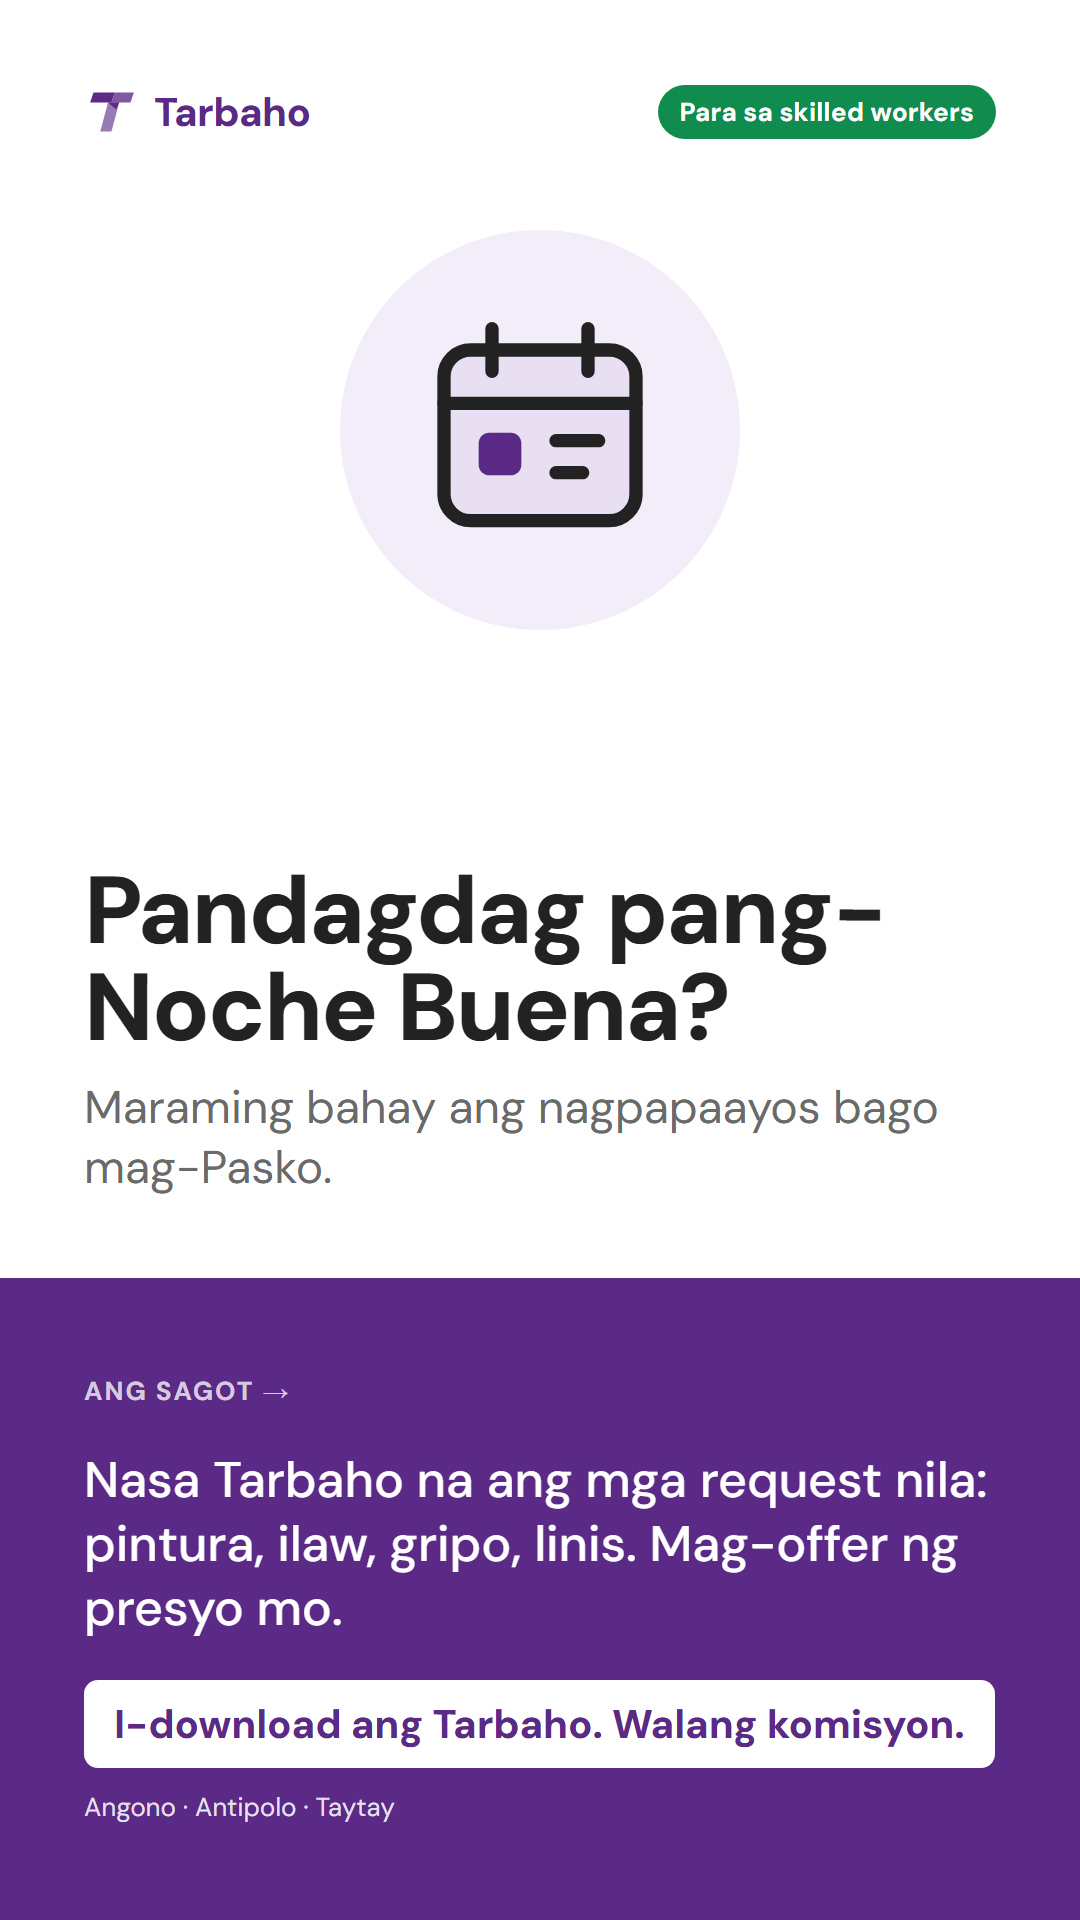 Tarbaho
Para sa skilled workers
Pandagdag pang-
Noche Buena?
Maraming bahay ang nagpapaayos bago
mag-Pasko.
ANG SAGOT →
Nasa Tarbaho na ang mga request nila:
pintura, ilaw, gripo, linis. Mag-offer ng
presyo mo.
I-download ang Tarbaho. Walang komisyon.
Angono · Antipolo · Taytay